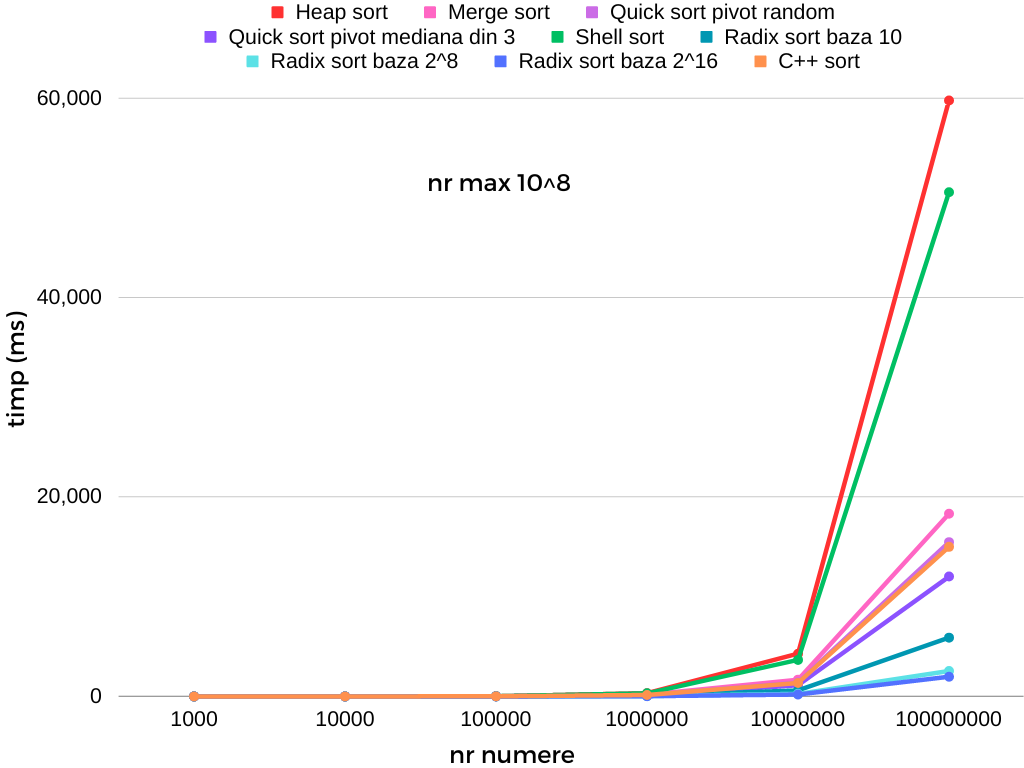 Heap sort Merge sort Quick sort pivot random
Quick sort pivot mediana din 3 Shell sort Radix sort baza 10
Radix sort baza 2^8 Radix sort baza 2^16 C++ sort
60,000
nr max 10^8
40,000
timp (ms)
20,000
0
1000 10000 100000 1000000 10000000 100000000
nr numere